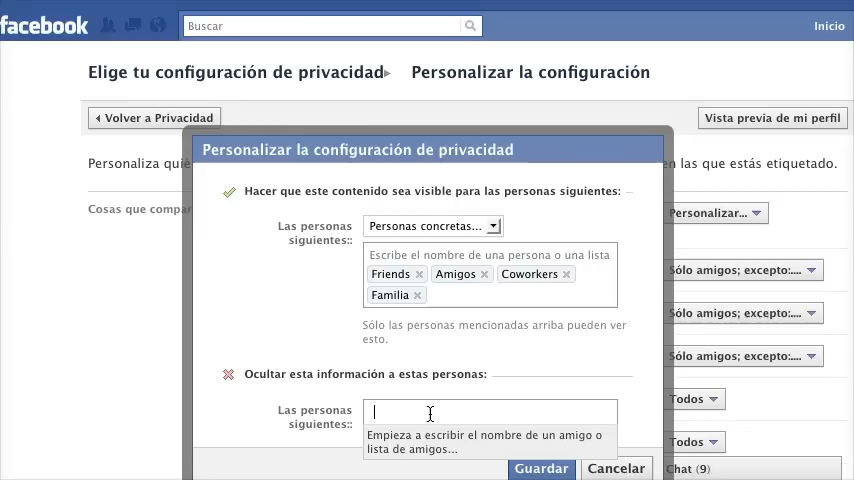 facebook
Buscar
Inicio
Elige tu configuración de privacidad▸ Personalizar la configuración
Volver a Privacidad
Vista previa de mi perfil
Personalizar la configuración de privacidad
Personaliza quié
en las que estás etiquetado.
Hacer que este contenido sea visible para las personas siguientes:
Cosas que compar
Personalizar...
Las personas siguientes::
Personas concretas...
Escribe el nombre de una persona o una lista
Friends Amigos Coworkers
Sólo amigos; excepto:....
Familia
Sólo amigos; excepto:....
Sólo las personas mencionadas arriba pueden ver
esto.
Sólo amigos; excepto:....
Ocultar esta información a estas personas:
Todos
Las personas
siguientes::
Empieza a escribir el nombre de un amigo o
lista de amigos...
Todos
Guardar
Cancelar
Chat (9)